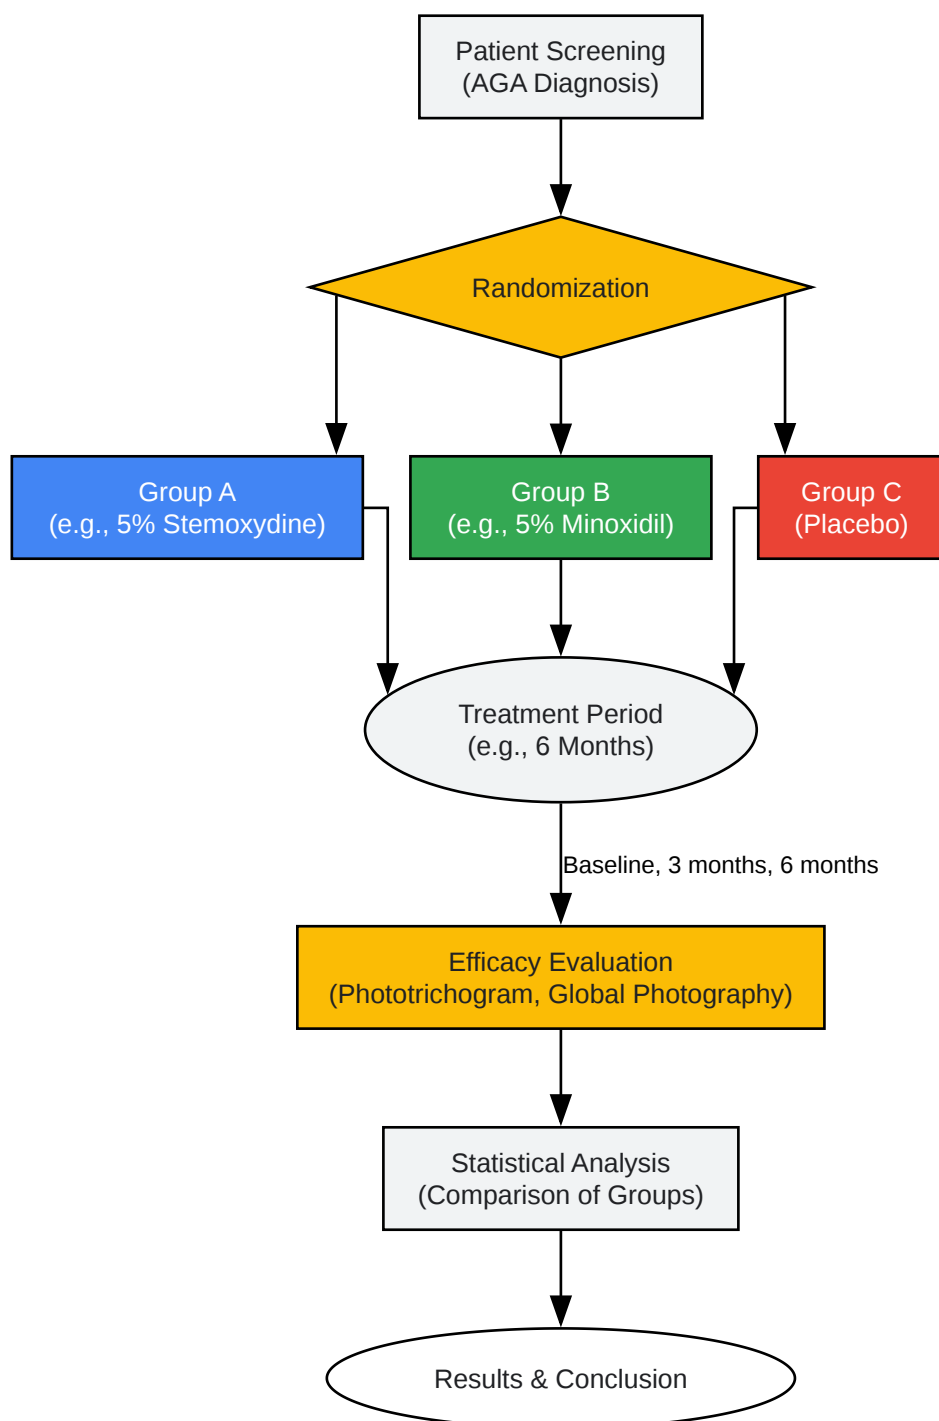 Patient Screening
(AGA Diagnosis)
Randomization
Group A
(e.g., 5% Stemoxydine)
Group B
(e.g., 5% Minoxidil)
Group C
(Placebo)
Treatment Period
(e.g., 6 Months)
Baseline, 3 months, 6 months
Efficacy Evaluation
(Phototrichogram, Global Photography)
Statistical Analysis
(Comparison of Groups)
Results & Conclusion